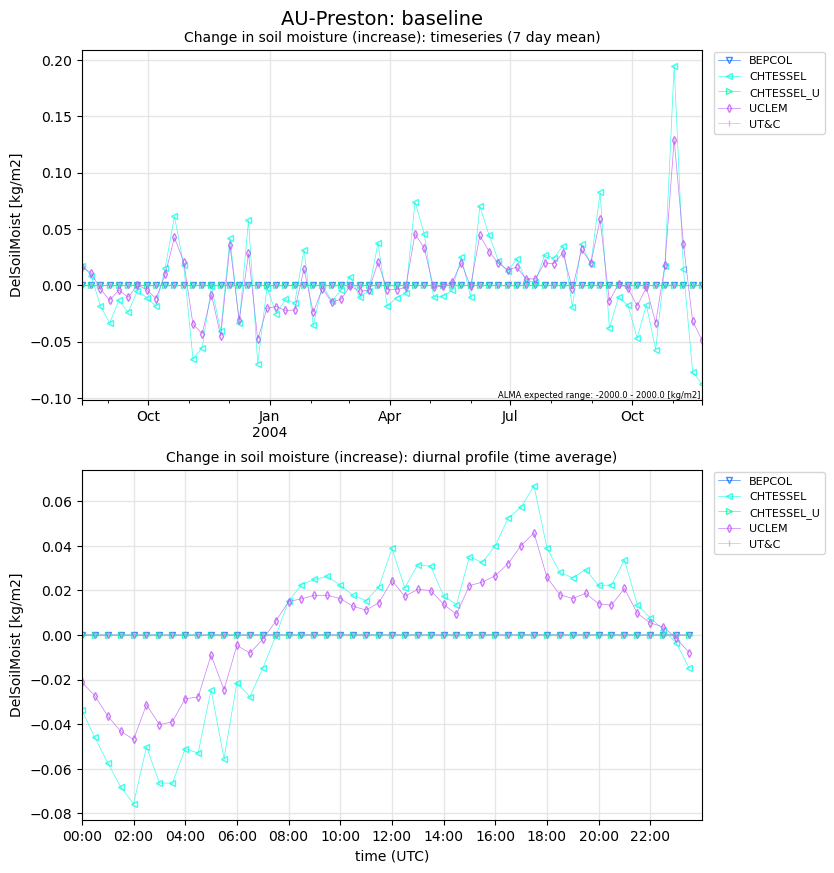 AU-Preston: baseline
Change in soil moisture (increase): timeseries (7 day mean)
DelSoilMoist [kg/m2]
0.20
0.15
0.10
0.05
0.00
−0.05
−0.10
Oct
Jan
2004
Apr
Jul
Oct
ALMA expected range: -2000.0 - 2000.0 [kg/m2]
BEPCOL
CHTESSEL
CHTESSEL_U
UCLEM
UT&C
Change in soil moisture (increase): diurnal profile (time average)
DelSoilMoist [kg/m2]
0.06
0.04
0.02
0.00
−0.02
−0.04
−0.06
−0.08
00:00 02:00 04:00 06:00 08:00 10:00 12:00 14:00 16:00 18:00 20:00 22:00
time (UTC)
BEPCOL
CHTESSEL
CHTESSEL_U
UCLEM
UT&C